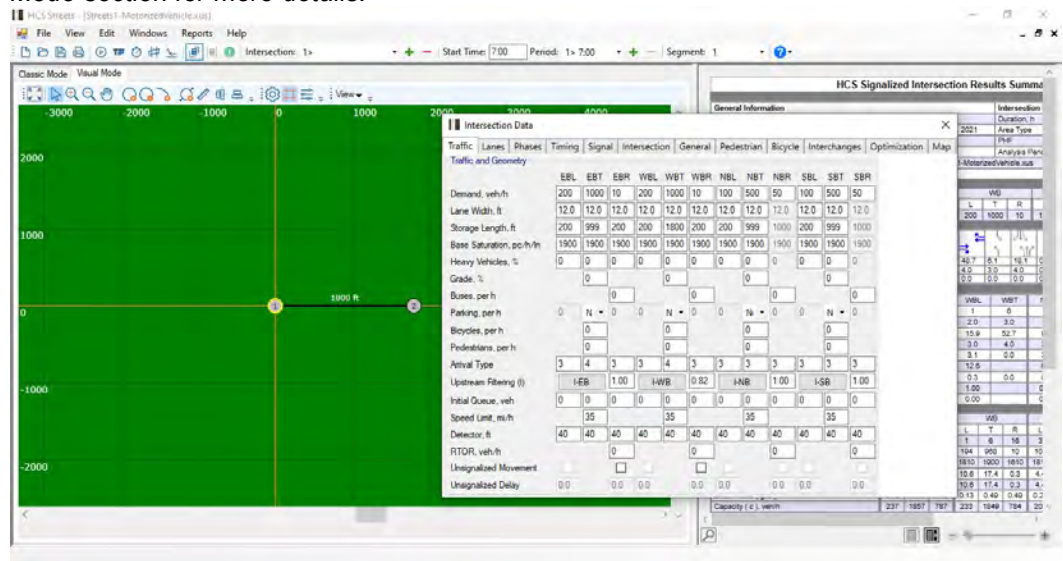 Mode section for more details.
HCS Streets - [Streets1-MotorizedVehicle.xus]
File View Edit Windows Reports Help
Intersection: 1> Start Time: 7:00 Period: 1> 7:00 Segment: 1
Classic Mode Visual Mode
View
-3000 -2000 -1000 0 1000 2000 3000 4000
2000
1000
0
-1000
-2000
1 1800 ft 2
Intersection Data
Traffic Lanes Phases Timing Signal Intersection General Pedestrian Bicycle Interchanges Optimization Map
Traffic and Geometry
EBL EBT EBR WBL WBT WBR NBL NBT NBR SBL SBT SBR
Demand, veh/h 200 1000 10 200 1000 10 100 500 50 100 500 50
Lane Width, ft 12.0 12.0 12.0 12.0 12.0 12.0 12.0 12.0 12.0 12.0 12.0 12.0
Storage Length, ft 200 999 200 200 1800 200 200 999 1000 200 999 1000
Base Saturation, pc/h/ln 1900 1900 1900 1900 1900 1900 1900 1900 1900 1900 1900 1900
Heavy Vehicles, % 0 0 0 0 0 0 0 0 0 0 0 0
Grade, % 0 0 0 0
Buses, per h 0 0 0 0
Parking, per h 0 N 0 0 N 0 0 N 0 0 N 0
Bicycles, per h 0 0 0 0
Pedestrians, per h 0 0 0 0
Arrival Type 3 4 3 3 4 3 3 3 3 3 3 3
Upstream Filtering (I) I-EB 1.00 I-WB 0.82 I-NB 1.00 I-SB 1.00
Initial Queue, veh 0 0 0 0 0 0 0 0 0 0 0 0
Speed Limit, mi/h 35 35 35 35
Detector, ft 40 40 40 40 40 40 40 40 40 40 40 40
RTOR, veh/h 0 0 0 0
Unsignalized Movement
Unsignalized Delay 0.0 0.0 0.0 0.0 0.0 0.0 0.0
HCS Signalized Intersection Results Summa
General Information
Intersection
Duration, h
2021 Area Type
PHF
Analysis Peri
1-MotorizedVehicle.xus
WB
L T R
200 1000 10 1
WBL WBT
1 6
2.0 3.0
15.9 52.7
3.0 4.0
3.1 0.0
12.6
0.3 0.0
1.00
0.00
WB
L T R L
1 6 16 3
194 968 10 10
1810 1900 1610 181
10.6 17.4 0.3 4.
10.6 17.4 0.3 4.
0.13 0.49 0.49 0.2
Capacity ( c ), veh/h 237 1857 787 233 1849 784 20